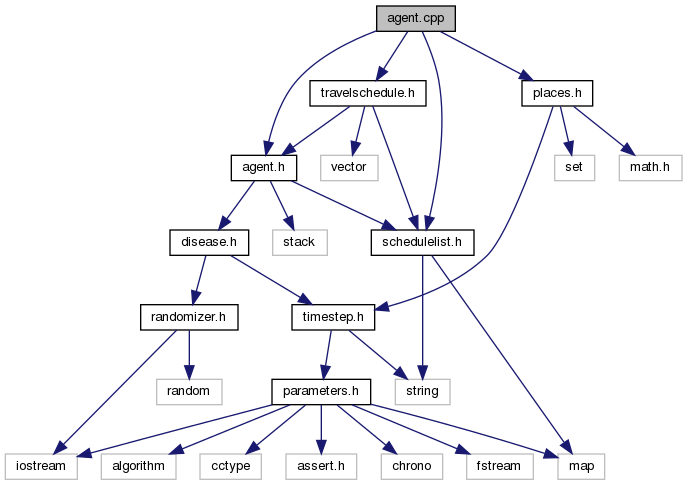 agent.cpp
travelschedule.h
places.h
agent.h
vector
set
math.h
disease.h
stack
schedulelist.h
randomizer.h
timestep.h
random
parameters.h
string
iostream
algorithm
cctype
assert.h
chrono
fstream
map